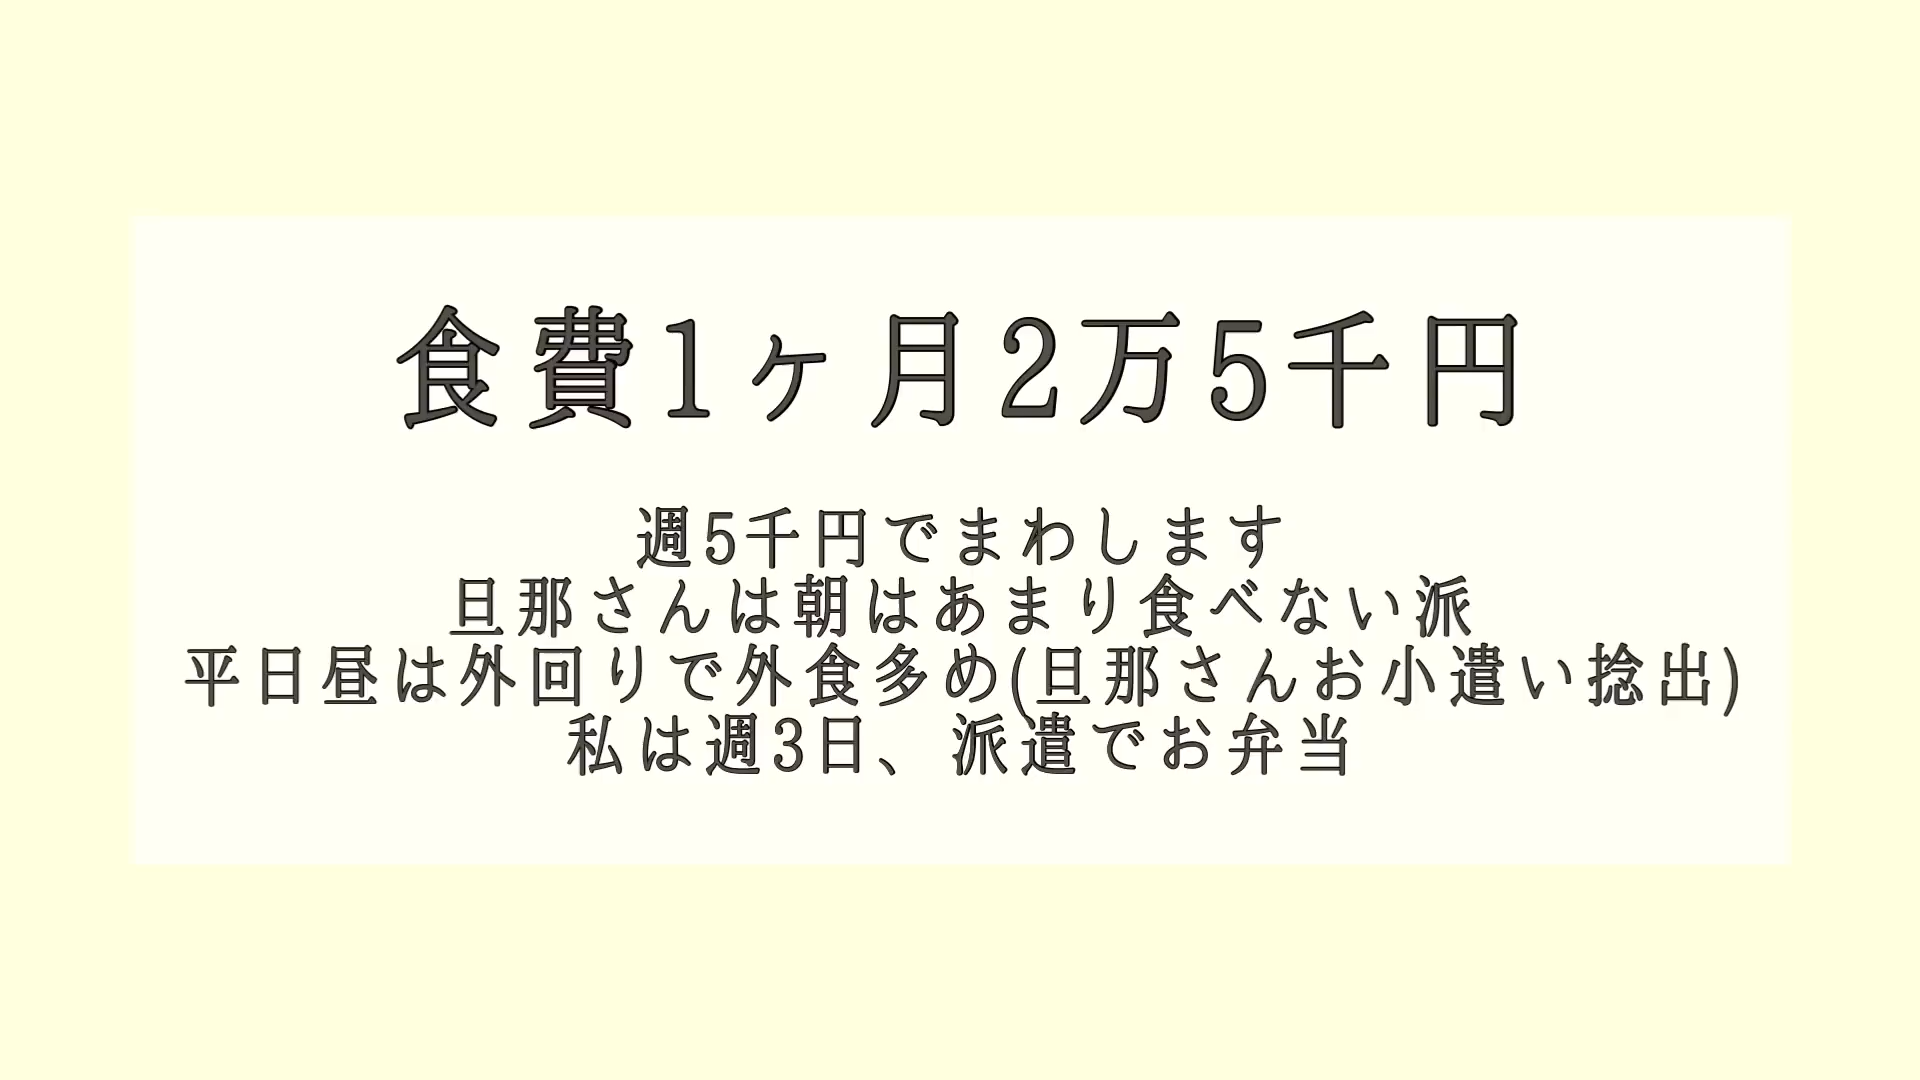 食費1ヶ月2万5千円
週5千円でまわします
旦那さんは朝はあまり食べない派
平日昼は外回りで外食多め(旦那さんお小遣い捻出)
私は週3日、派遣でお弁当